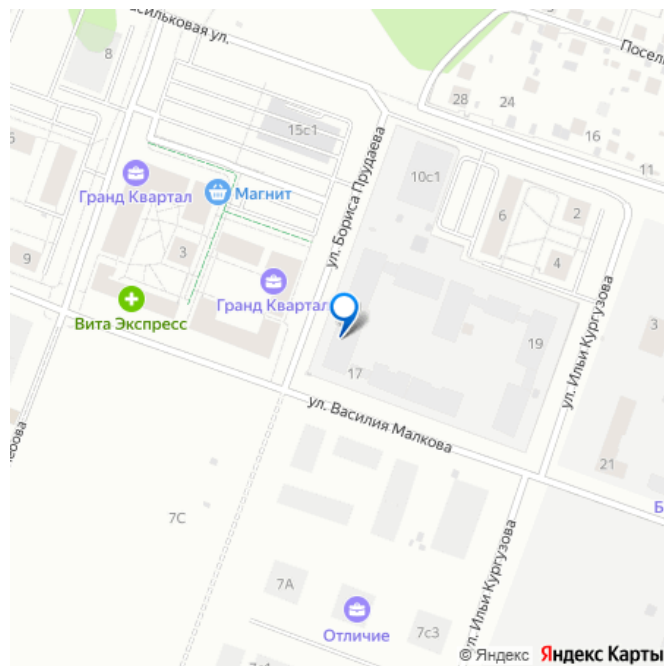 сильковая ул.
8
15с1
ул. Бориса Прудаева
Посел
28
24
16
11
10с1
6
2
4
Гранд Квартал
Магнит
3
9
Гранд Квартал
Вита Экспресс
19
17
ул. Ильи Кургузова
3
ул. Василия Малкова
21
Б
7С
ул. Ильи Кургузова
7А
Отличие
7с3
© Яндекс Яндекс Карты